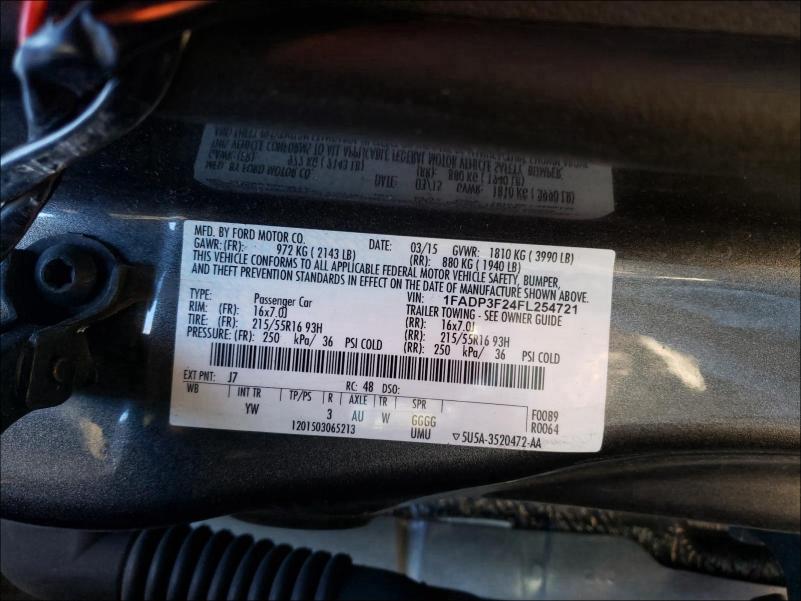 MFD. BY FORD MOTOR CO. DATE: 03/15 GVWR: 1810 KG ( 3990 LB)
GAWR: (FR): 972 KG ( 2143 LB) (RR): 880 KG ( 1940 LB)
THIS VEHICLE CONFORMS TO ALL APPLICABLE FEDERAL MOTOR VEHICLE SAFETY, BUMPER,
AND THEFT PREVENTION STANDARDS IN EFFECT ON THE DATE OF MANUFACTURE SHOWN ABOVE.
VIN: 1FADP3F24FL254721
TYPE: Passenger Car TRAILER TOWING - SEE OWNER GUIDE
RIM: (FR): 16x7.0J (RR): 16x7.0J
TIRE: (FR): 215/55R16 93H (RR): 215/55R16 93H
PRESSURE: (FR): 250 kPa/ 36 PSI COLD (RR): 250 kPa/ 36 PSI COLD
EXT PNT: J7 RC: 48 DSO:
WB INT TR TP/PS R AXLE TR SPR
YW 3 AU W GGGG F0089
1201503065213 UMU R0064
▽5U5A-3520472-AA